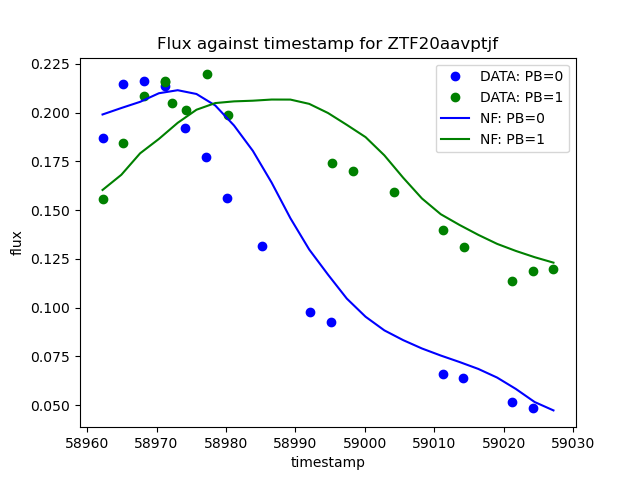 Flux against timestamp for ZTF20aavptjf
0.225
0.200
0.175
0.150
0.125
0.100
0.075
0.050
flux
DATA: PB=0
DATA: PB=1
NF: PB=0
NF: PB=1
58960 58970 58980 58990 59000 59010 59020 59030
timestamp